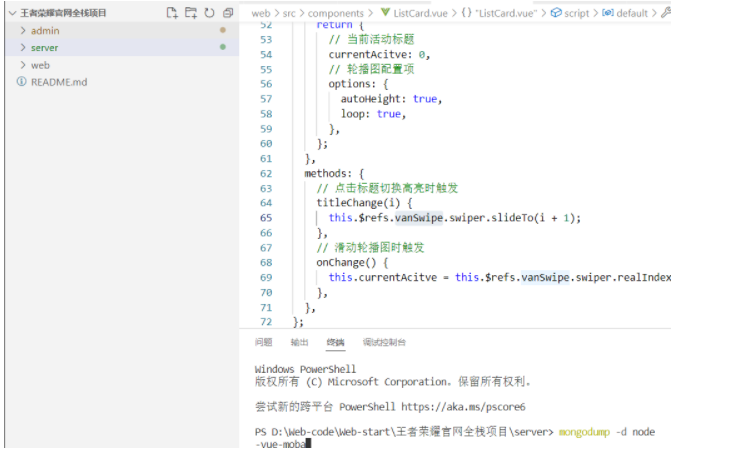 王者荣耀官网全栈项目
admin
server
web
README.md
web > src > components > ListCard.vue > {} "ListCard.vue" > script > default >
52 return {
53 // 当前活动标题
54 currentAcitve: 0,
55 // 轮播图配置项
56 options: {
57 autoHeight: true,
58 loop: true,
59 },
60 };
61 },
62 methods: {
63 // 点击标题切换高亮时触发
64 titleChange(i) {
65 this.$refs.vanSwipe.swiper.slideTo(i + 1);
66 },
67 // 滑动轮播图时触发
68 onChange() {
69 this.currentAcitve = this.$refs.vanSwipe.swiper.realIndex
70 },
71 },
72 };
问题 输出 终端 调试控制台
Windows PowerShell
版权所有 (C) Microsoft Corporation。保留所有权利。
尝试新的跨平台 PowerShell https://aka.ms/pscore6
PS D:\Web-code\Web-start\王者荣耀官网全栈项目\server> mongodump -d node
-vue-moba